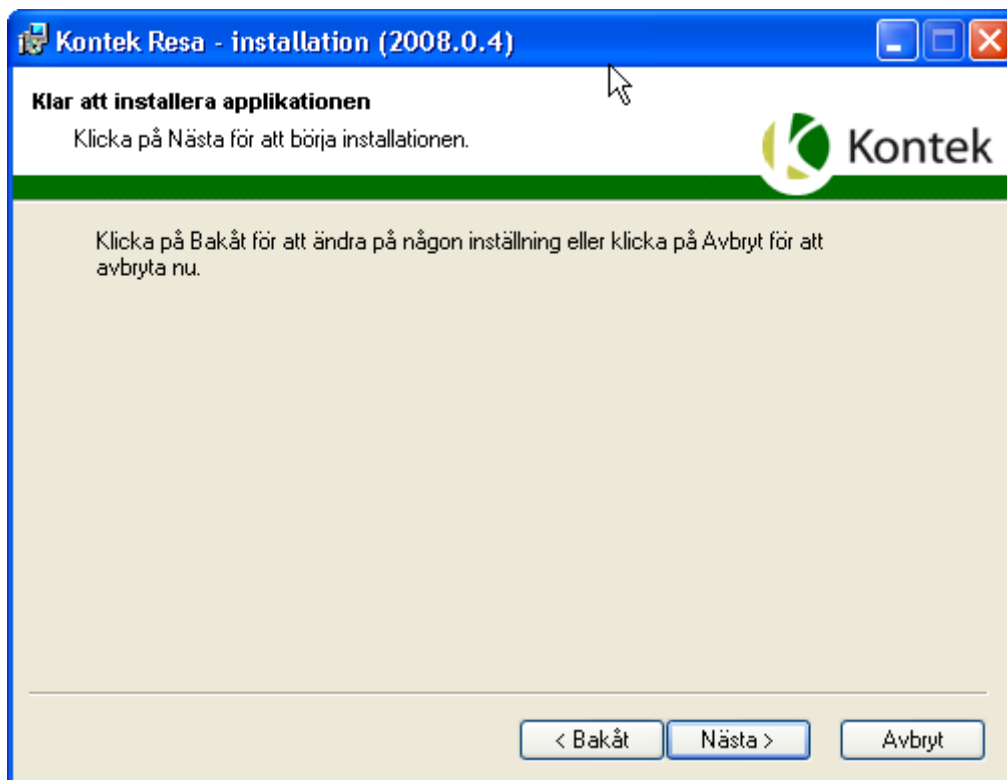 Kontek Resa - installation (2008.0.4)
Klar att installera applikationen
Klicka på Nästa för att börja installationen.
Kontek
Klicka på Bakåt för att ändra på någon inställning eller klicka på Avbryt för att
avbryta nu.
< Bakåt
Nästa >
Avbryt